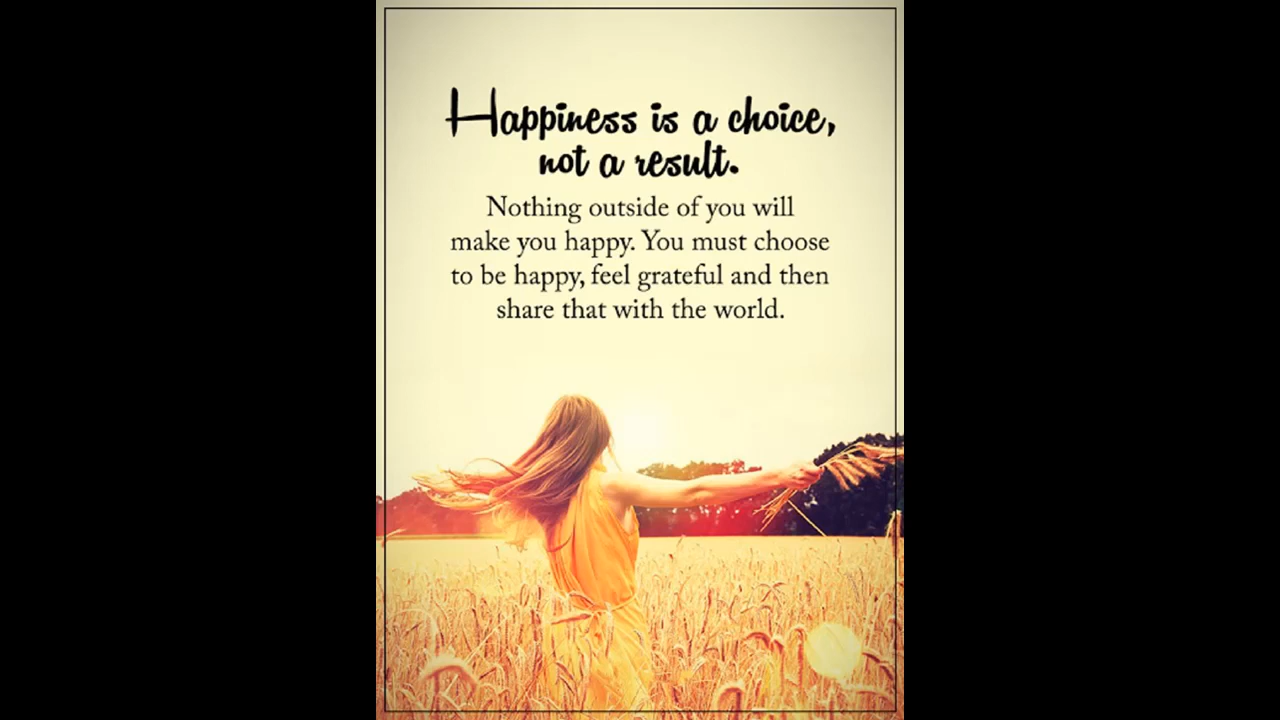 Happiness is a choice,
not a result.
Nothing outside of you will
make you happy. You must choose
to be happy, feel grateful and then
share that with the world.